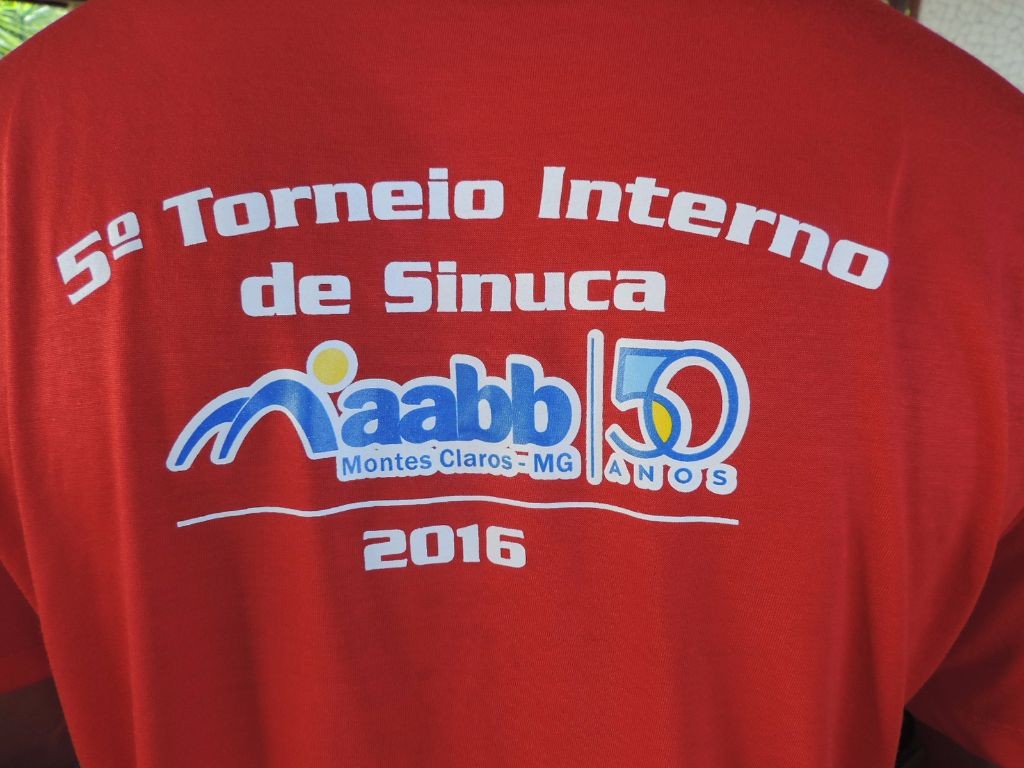 5º Torneio Interno
de Sinuca
aabb
Montes Claros - MG
50
ANOS
2016